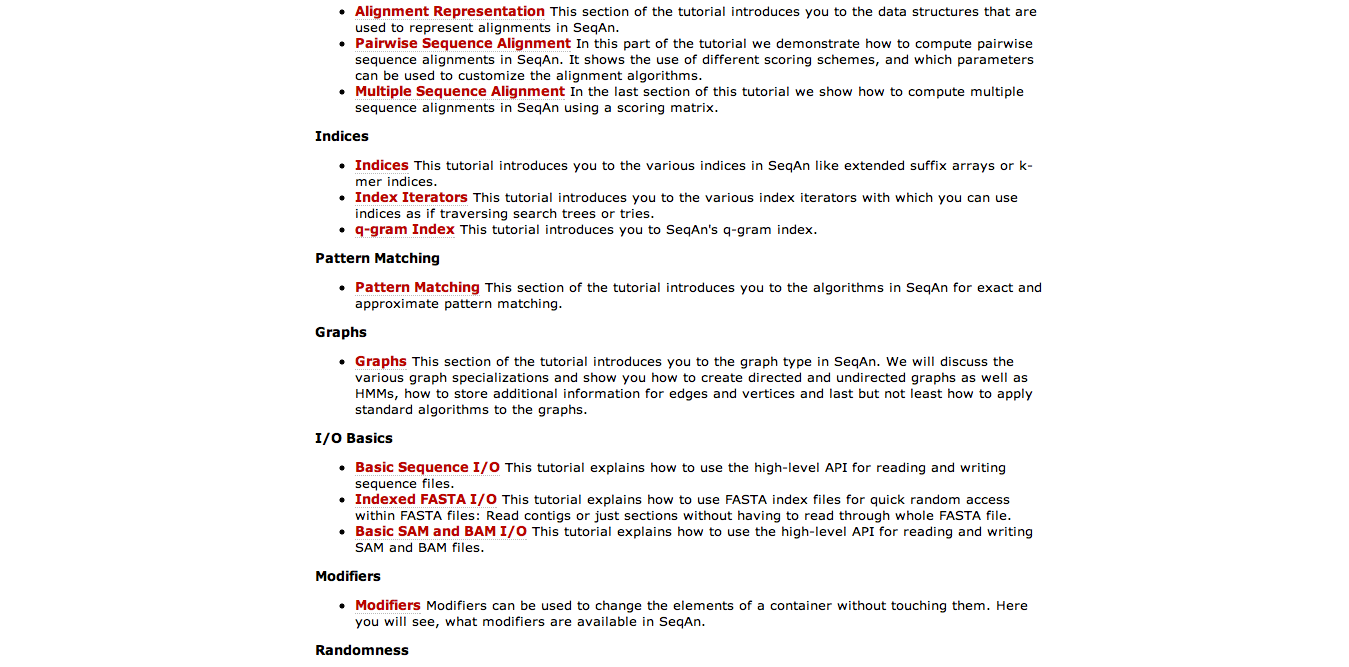 Alignment Representation This section of the tutorial introduces you to the data structures that are
used to represent alignments in SeqAn.
Pairwise Sequence Alignment In this part of the tutorial we demonstrate how to compute pairwise
sequence alignments in SeqAn. It shows the use of different scoring schemes, and which parameters
can be used to customize the alignment algorithms.
Multiple Sequence Alignment In the last section of this tutorial we show how to compute multiple
sequence alignments in SeqAn using a scoring matrix.
Indices
Indices This tutorial introduces you to the various indices in SeqAn like extended suffix arrays or k-
mer indices.
Index Iterators This tutorial introduces you to the various index iterators with which you can use
indices as if traversing search trees or tries.
q-gram Index This tutorial introduces you to SeqAn's q-gram index.
Pattern Matching
Pattern Matching This section of the tutorial introduces you to the algorithms in SeqAn for exact and
approximate pattern matching.
Graphs
Graphs This section of the tutorial introduces you to the graph type in SeqAn. We will discuss the
various graph specializations and show you how to create directed and undirected graphs as well as
HMMs, how to store additional information for edges and vertices and last but not least how to apply
standard algorithms to the graphs.
I/O Basics
Basic Sequence I/O This tutorial explains how to use the high-level API for reading and writing
sequence files.
Indexed FASTA I/O This tutorial explains how to use FASTA index files for quick random access
within FASTA files: Read contigs or just sections without having to read through whole FASTA file.
Basic SAM and BAM I/O This tutorial explains how to use the high-level API for reading and writing
SAM and BAM files.
Modifiers
Modifiers Modifiers can be used to change the elements of a container without touching them. Here
you will see, what modifiers are available in SeqAn.
Randomness